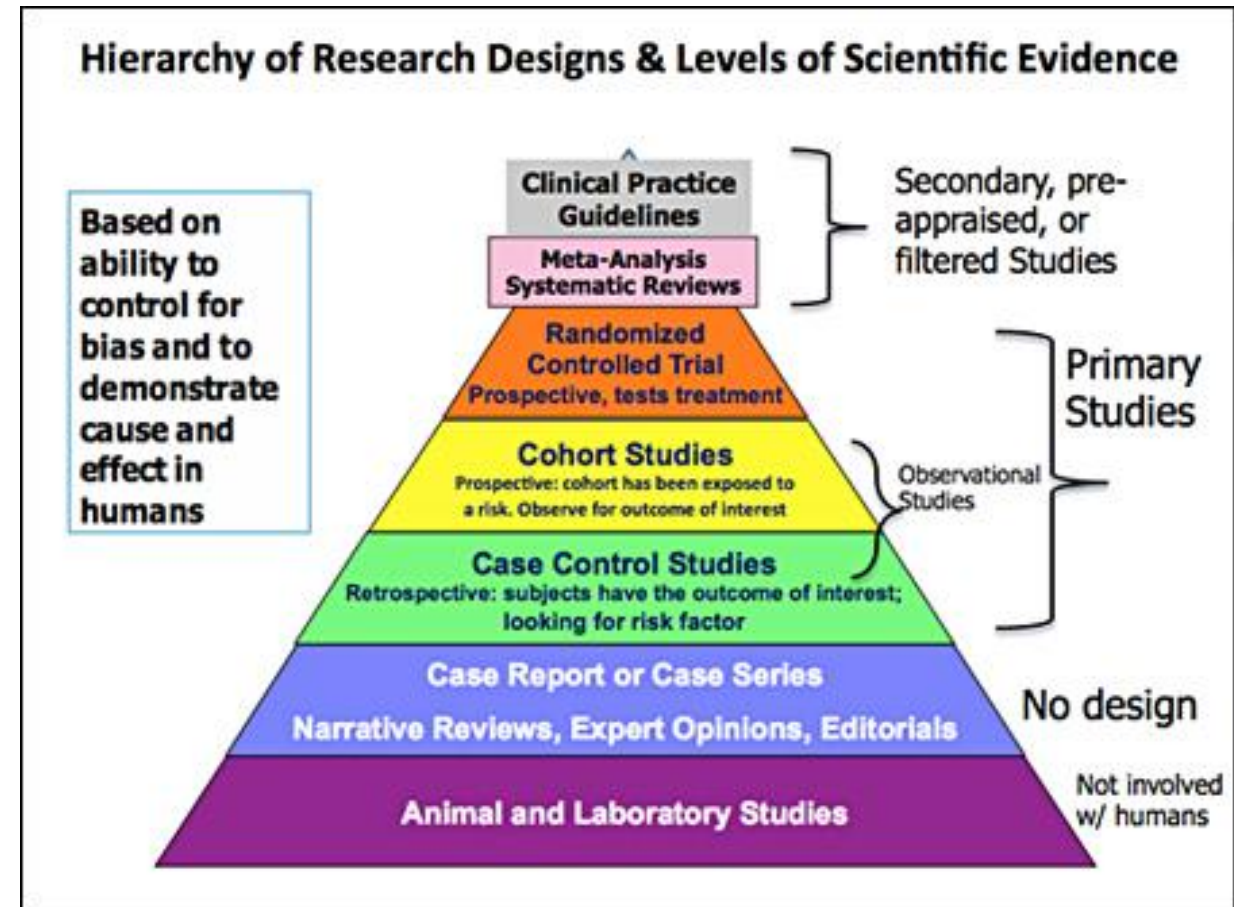 Hierarchy of Research Designs & Levels of Scientific Evidence
Based on
ability to
control for
bias and to
demonstrate
cause and
effect in
humans
Clinical Practice
Guidelines
Meta-Analysis
Systematic Reviews
Secondary, pre-
appraised, or
filtered Studies
Randomized
Controlled Trial
Prospective, tests treatment
Primary
Studies
Cohort Studies
Prospective: cohort has been exposed to
a risk. Observe for outcome of interest
Observational
Studies
Case Control Studies
Retrospective: subjects have the outcome of interest;
looking for risk factor
Case Report or Case Series
Narrative Reviews, Expert Opinions, Editorials
No design
Animal and Laboratory Studies
Not involved
w/ humans